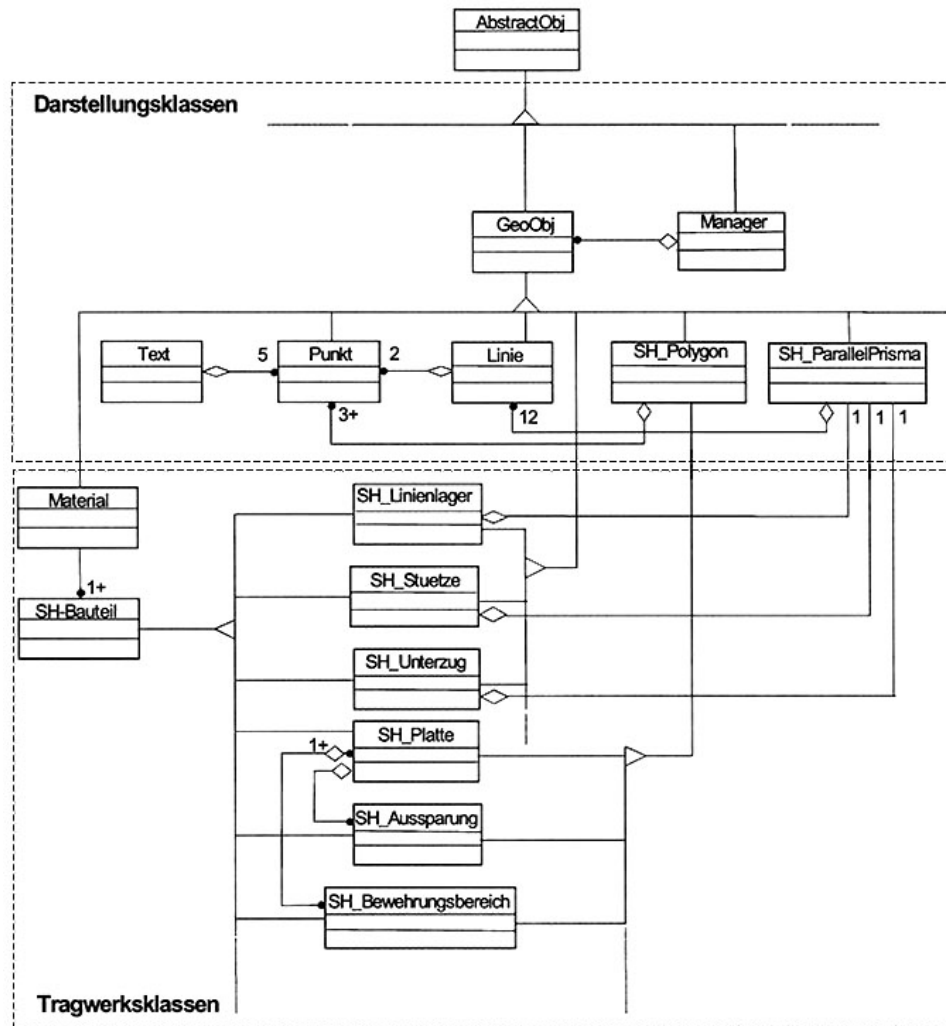 AbstractObj
Darstellungsklassen
GeoObj
Manager
Text
5
Punkt
2
Linie
SH_Polygon
SH_ParallelPrisma
3+
12
1
1
1
Material
1+
SH-Bauteil
SH_Linienlager
SH_Stuetze
SH_Unterzug
1+
SH_Platte
SH_Aussparung
SH_Bewehrungsbereich
Tragwerksklassen